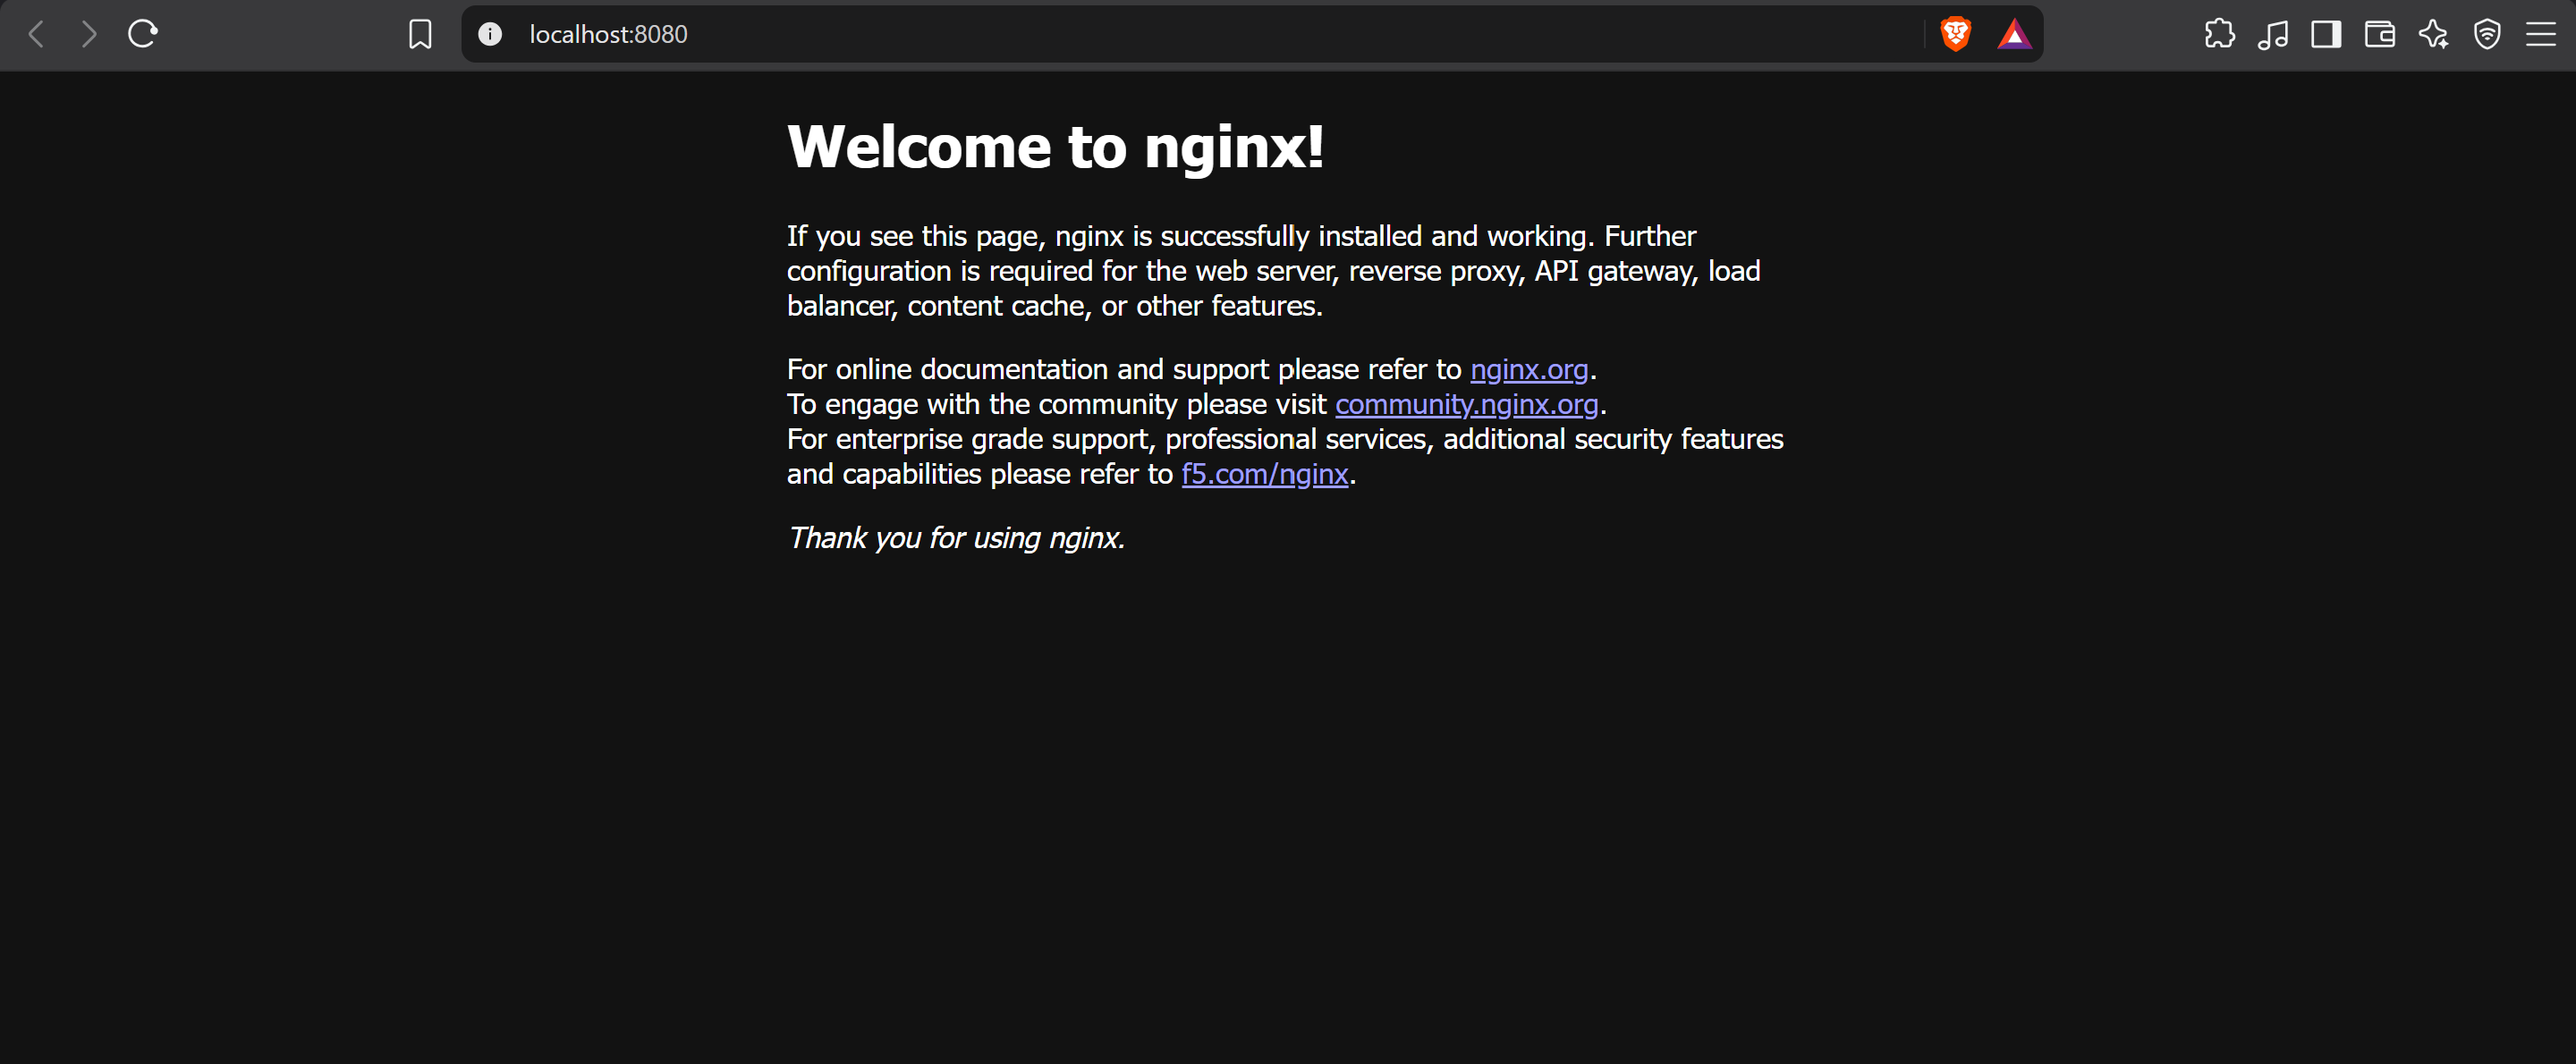 localhost:8080
Welcome to nginx!
If you see this page, nginx is successfully installed and working. Further
configuration is required for the web server, reverse proxy, API gateway, load
balancer, content cache, or other features.
For online documentation and support please refer to nginx.org.
To engage with the community please visit community.nginx.org.
For enterprise grade support, professional services, additional security features
and capabilities please refer to f5.com/nginx.
Thank you for using nginx.